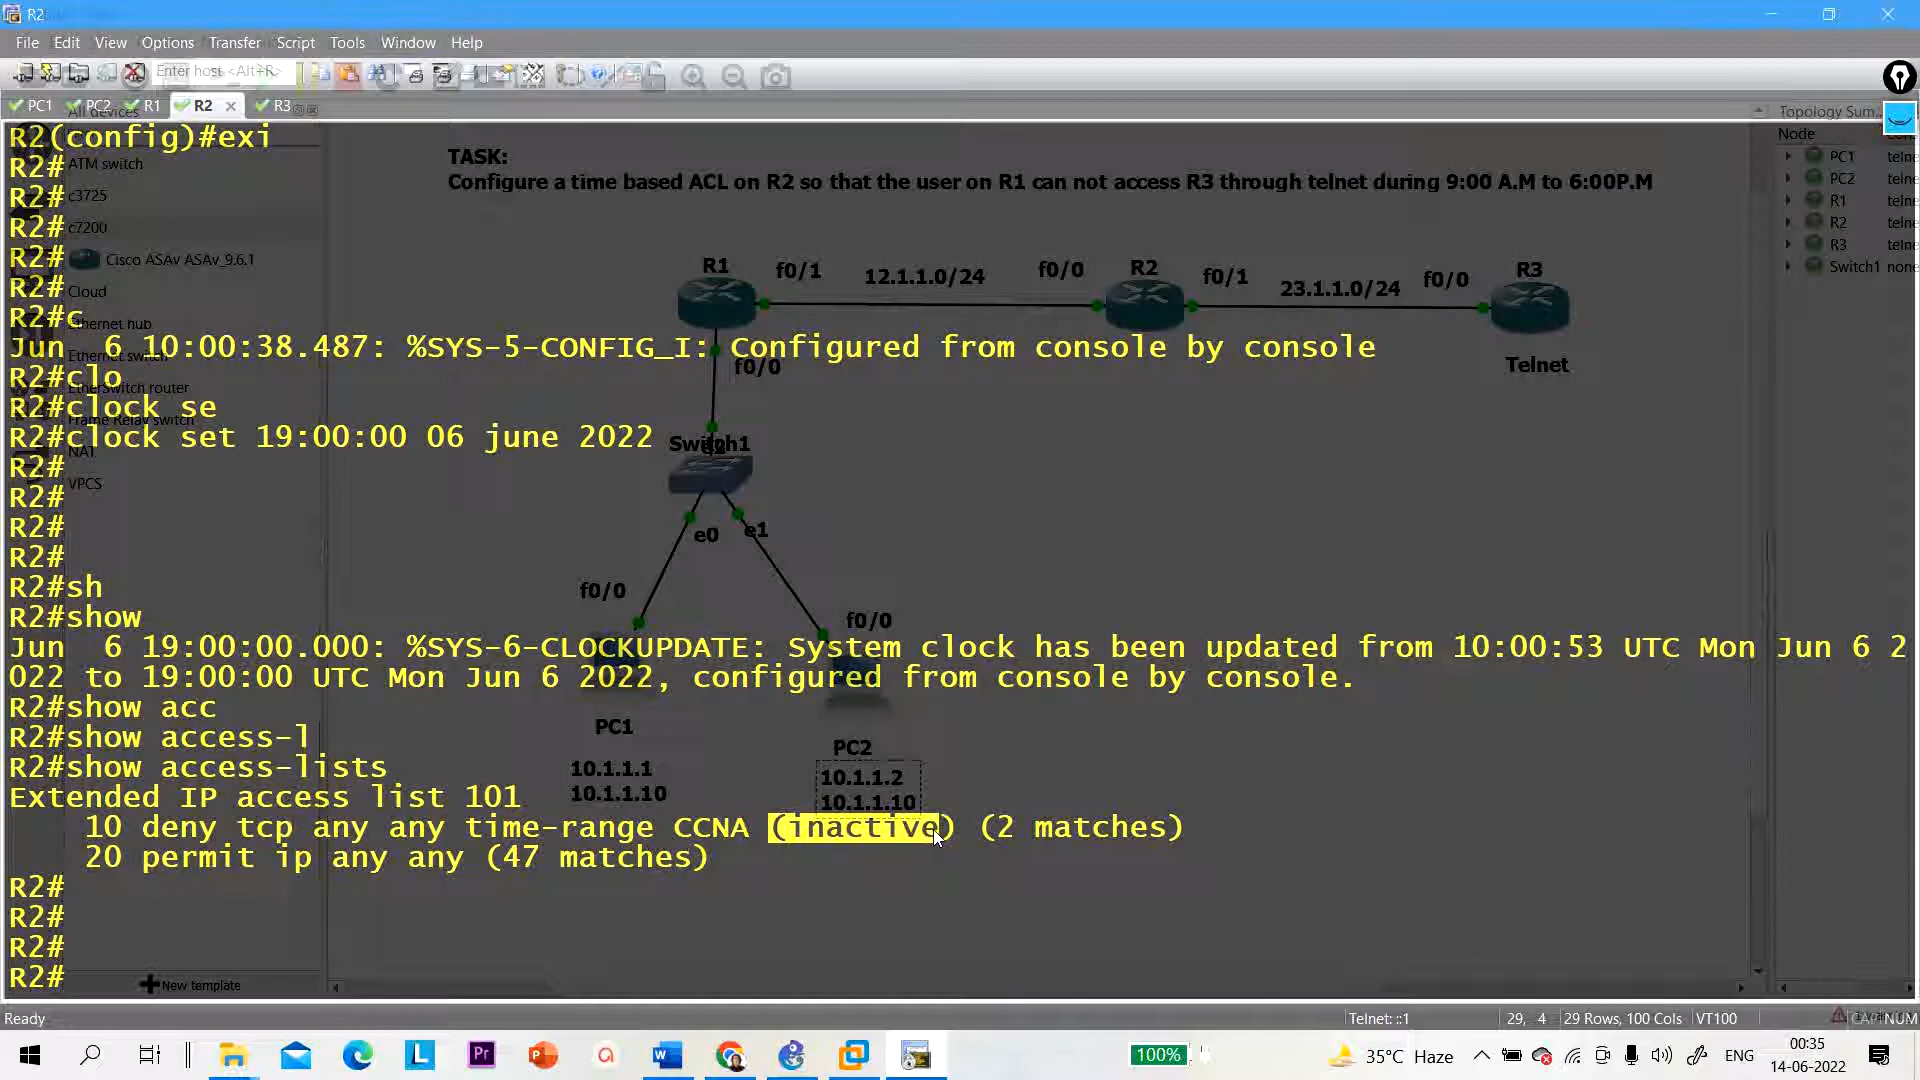 R2
File Edit View Options Transfer Script Tools Window Help
Enter host <Alt+R>
PC1 PC2 R1 R2 R3
All devices
Topology Sum...
Node
R2(config)#exi
R2#
ATM switch
TASK:
PC1 telne
Configure a time based ACL on R2 so that the user on R1 can not access R3 through telnet during 9:00 A.M to 6:00P.M
PC2 telne
R2#
c3725
R1 telne
R2#
c7200
R2 telne
R2#
Cisco ASAv ASAv_9.6.1
R3 telne
Switch1 none
R1 f0/1 12.1.1.0/24 f0/0 R2 f0/1 23.1.1.0/24 f0/0 R3
R2#
Cloud
R2#c
Ethernet hub
Jun 6 10:00:38.487: %SYS-5-CONFIG_I: Configured from console by console
Ethernet switch
f0/0
Telnet
R2#clo
EtherSwitch router
R2#clock se
Frame Relay switch
R2#clock set 19:00:00 06 june 2022
NAT
Switch1
R2#
VPCS
R2#
R2#
e0 e1
R2#
R2#sh
f0/0
R2#show
f0/0
Jun 6 19:00:00.000: %SYS-6-CLOCKUPDATE: System clock has been updated from 10:00:53 UTC Mon Jun 6 2
022 to 19:00:00 UTC Mon Jun 6 2022, configured from console by console.
R2#show acc
PC1
R2#show access-l
PC2
R2#show access-lists
10.1.1.1
10.1.1.2
Extended IP access list 101
10.1.1.10
10.1.1.10
10 deny tcp any any time-range CCNA (inactive) (2 matches)
20 permit ip any any (47 matches)
R2#
R2#
R2#
R2#
New template
Ready
Telnet: ::1 29, 4 29 Rows, 100 Cols VT100 CAP NUM
100% 35°C Haze ENG 00:35
14-06-2022